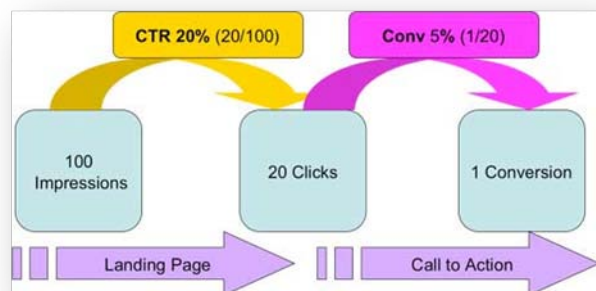 CTR 20% (20/100)
Conv 5% (1/20)
100
Impressions
20 Clicks
1 Conversion
Landing Page
Call to Action